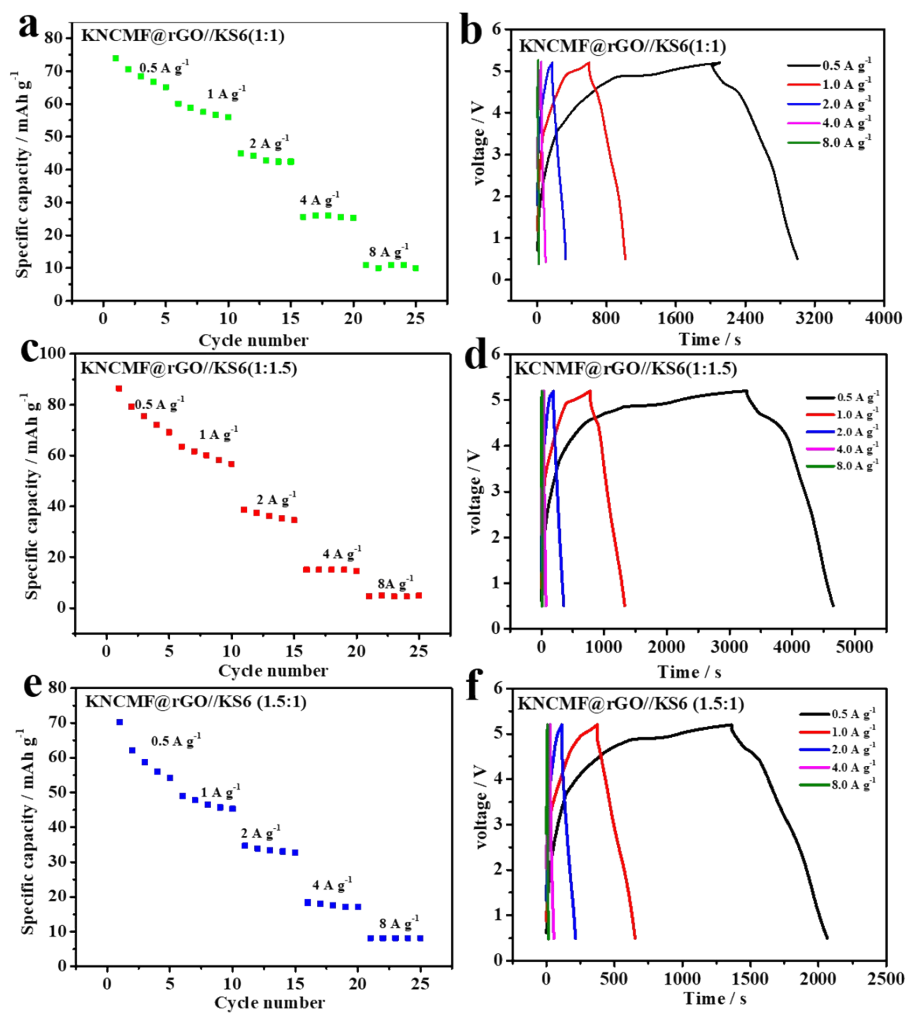 a
KNCMF@rGO//KS6(1:1)
0.5 A g⁻¹
1 A g⁻¹
2 A g⁻¹
4 A g⁻¹
8 A g⁻¹
80
70
60
50
40
30
20
10
0
Specific capacity / mAh g⁻¹
0
5
10
15
20
25
Cycle number
b
KNCMF@rGO//KS6(1:1)
0.5 A g⁻¹
1.0 A g⁻¹
2.0 A g⁻¹
4.0 A g⁻¹
8.0 A g⁻¹
6
5
4
3
2
1
0
voltage / V
0
800
1600
2400
3200
4000
Time / s
c
KNCMF@rGO//KS6(1:1.5)
0.5 A g⁻¹
1 A g⁻¹
2 A g⁻¹
4 A g⁻¹
8A g⁻¹
100
80
60
40
20
0
Specific capacity / mAh g⁻¹
0
5
10
15
20
25
Cycle number
d
KCNMF@rGO//KS6(1:1.5)
0.5 A g⁻¹
1.0 A g⁻¹
2.0 A g⁻¹
4.0 A g⁻¹
8.0 A g⁻¹
6
5
4
3
2
1
0
voltage / V
0
1000
2000
3000
4000
5000
Time / s
e
KNCMF@rGO//KS6 (1.5:1)
0.5 A g⁻¹
1 A g⁻¹
2 A g⁻¹
4 A g⁻¹
8 A g⁻¹
80
70
60
50
40
30
20
10
0
Specific capacity / mAh g⁻¹
0
5
10
15
20
25
Cycle number
f
KNCMF@rGO//KS6 (1.5:1)
0.5 A g⁻¹
1.0 A g⁻¹
2.0 A g⁻¹
4.0 A g⁻¹
8.0 A g⁻¹
6
5
4
3
2
1
0
voltage / V
0
500
1000
1500
2000
2500
Time / s